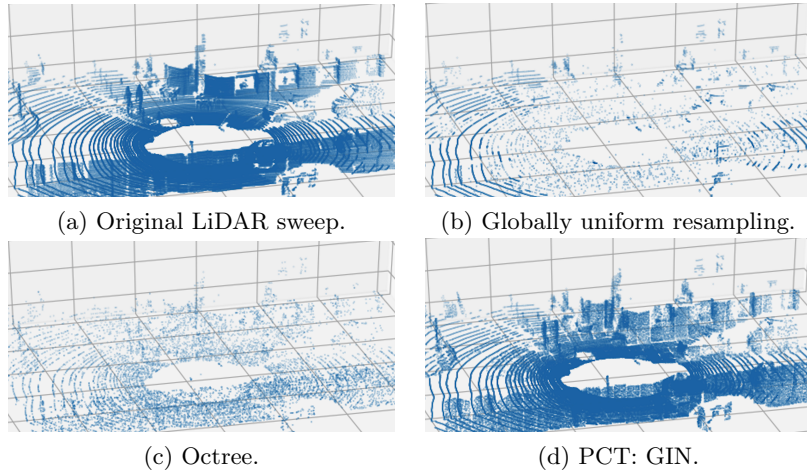 (a) Original LiDAR sweep.
(b) Globally uniform resampling.
(c) Octree.
(d) PCT: GIN.